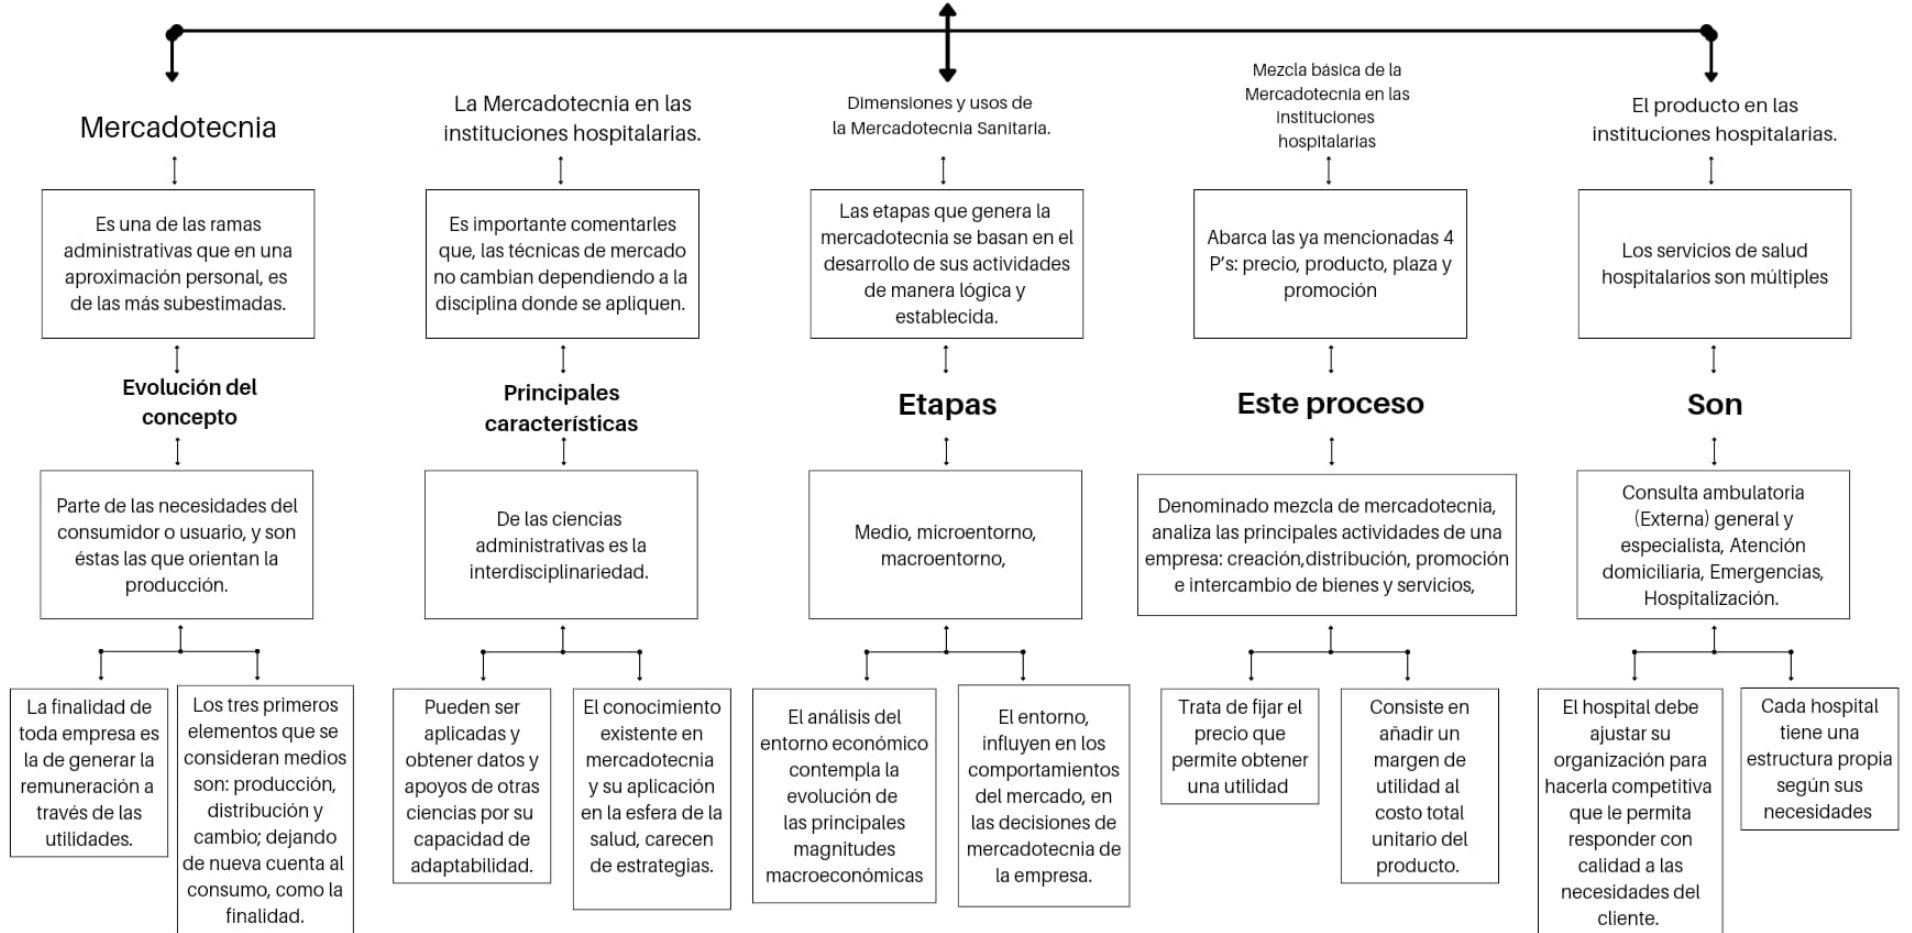 Mercadotecnia
Es una de las ramas
administrativas que en una
aproximación personal, es
de las más subestimadas.
Evolución del
concepto
Parte de las necesidades del
consumidor o usuario, y son
éstas las que orientan la
producción.
La finalidad de
toda empresa es
la de generar la
remuneración a
través de las
utilidades.
Los tres primeros
elementos que se
consideran medios
son: producción,
distribución y
cambio; dejando
de nueva cuenta al
consumo, como la
finalidad.
La Mercadotecnia en las
instituciones hospitalarias.
Es importante comentarles
que, las técnicas de mercado
no cambian dependiendo a la
disciplina donde se apliquen.
Principales
características
De las ciencias
administrativas es la
interdisciplinariedad.
Pueden ser
aplicadas y
obtener datos y
apoyos de otras
ciencias por su
capacidad de
adaptabilidad.
El conocimiento
existente en
mercadotecnia
y su aplicación
en la esfera de la
salud, carecen
de estrategias.
Dimensiones y usos de
la Mercadotecnia Sanitaria.
Las etapas que genera la
mercadotecnia se basan en el
desarrollo de sus actividades
de manera lógica y
establecida.
Etapas
Medio, microentorno,
macroentorno,
El análisis del
entorno económico
contempla la
evolución de
las principales
magnitudes
macroeconómicas
El entorno,
influyen en los
comportamientos
del mercado, en
las decisiones de
mercadotecnia de
la empresa.
Mezcla básica de la
Mercadotecnia en las
instituciones
hospitalarias
Abarca las ya mencionadas 4
P's: precio, producto, plaza y
promoción
Este proceso
Denominado mezcla de mercadotecnia,
analiza las principales actividades de una
empresa: creación,distribución, promoción
e intercambio de bienes y servicios,
Trata de fijar el
precio que
permite obtener
una utilidad
Consiste en
añadir un
margen de
utilidad al
costo total
unitario del
producto.
El producto en las
instituciones hospitalarias.
Los servicios de salud
hospitalarios son múltiples
Son
Consulta ambulatoria
(Externa) general y
especialista, Atención
domiciliaria, Emergencias,
Hospitalización.
El hospital debe
ajustar su
organización para
hacerla competitiva
que le permita
responder con
calidad a las
necesidades del
cliente.
Cada hospital
tiene una
estructura propia
según sus
necesidades